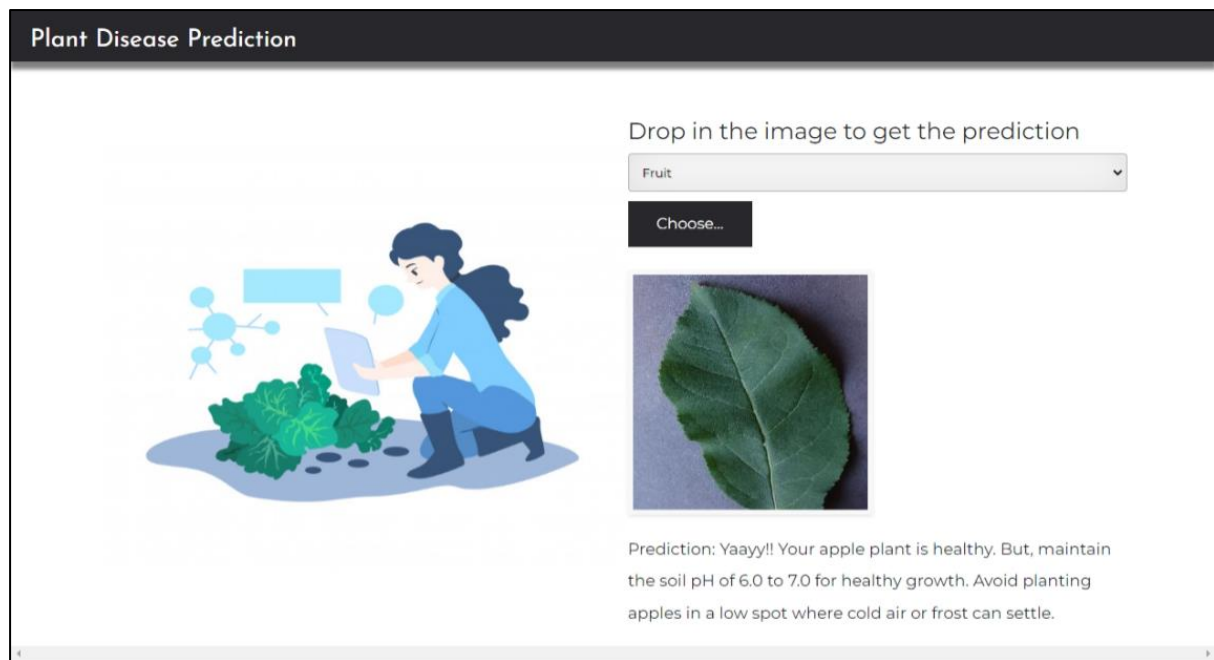 Plant Disease Prediction
Drop in the image to get the prediction
Fruit
Choose...
Prediction: Yaayy!! Your apple plant is healthy. But, maintain
the soil pH of 6.0 to 7.0 for healthy growth. Avoid planting
apples in a low spot where cold air or frost can settle.